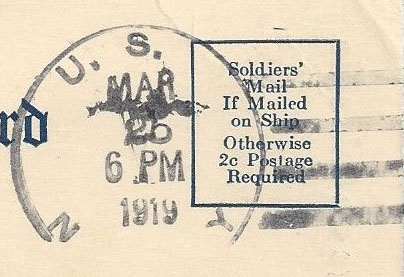 rd
U. S.
MAR
25
6 PM
1919
N Y
Soldiers'
Mail
If Mailed
on Ship
Otherwise
2c Postage
Required